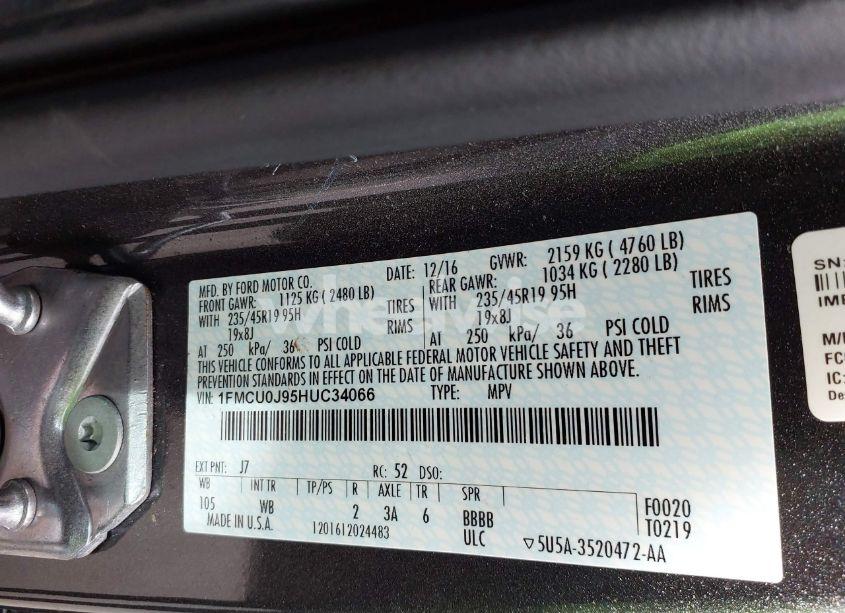 MFD. BY FORD MOTOR CO. DATE: 12/16 GVWR: 2159 KG ( 4760 LB)
FRONT GAWR: 1125 KG ( 2480 LB) REAR GAWR: 1034 KG ( 2280 LB)
WITH 235/45R19 95H TIRES WITH 235/45R19 95H TIRES
19x8J RIMS 19x8J RIMS
AT 250 kPa/ 36 PSI COLD AT 250 kPa/ 36 PSI COLD
THIS VEHICLE CONFORMS TO ALL APPLICABLE FEDERAL MOTOR VEHICLE SAFETY AND THEFT
PREVENTION STANDARDS IN EFFECT ON THE DATE OF MANUFACTURE SHOWN ABOVE.
VIN: 1FMCU0J95HUC34066 TYPE: MPV
EXT PNT: J7 RC: 52 DSO:
WB INT TR TP/PS R AXLE TR SPR
105 WB 2 3A 6 BBBB F0020
MADE IN U.S.A. 1201612024483 ULC T0219
▽5U5A-3520472-AA
SN:
IME
M/
FC
IC:
De